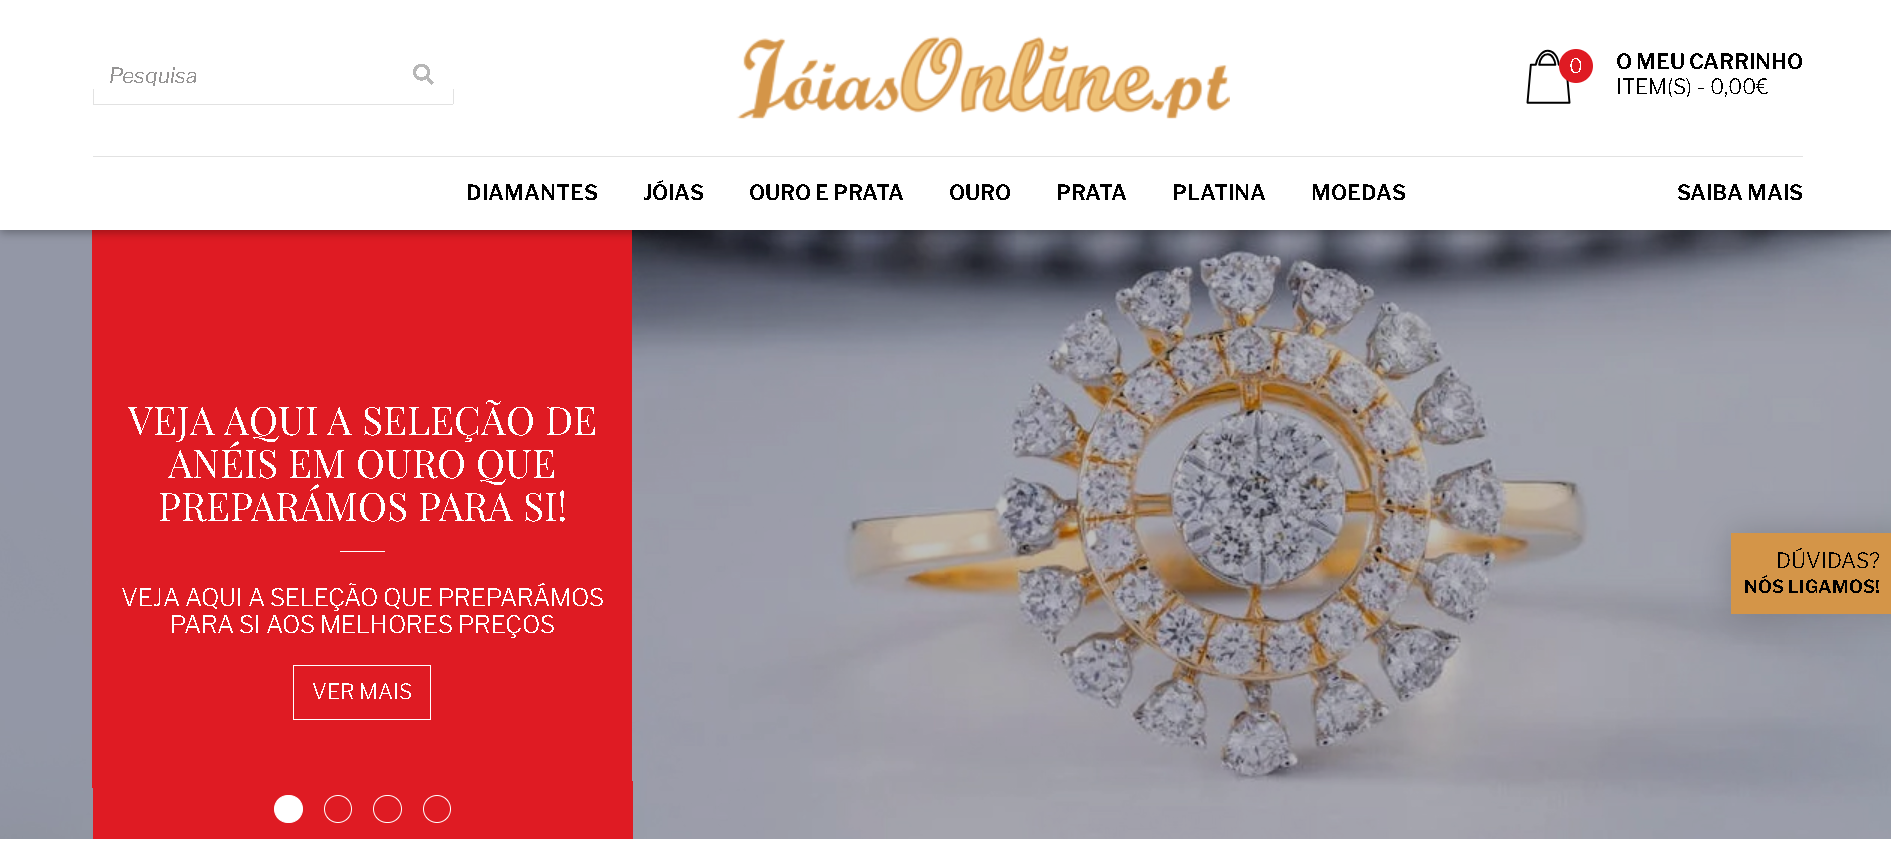 Pesquisa
JóiasOnline.pt
0
O MEU CARRINHO
ITEM(S) - 0,00€
DIAMANTES
JÓIAS
OURO E PRATA
OURO
PRATA
PLATINA
MOEDAS
SAIBA MAIS
VEJA AQUI A SELEÇÃO DE
ANÉIS EM OURO QUE
PREPARÁMOS PARA SI!
VEJA AQUI A SELEÇÃO QUE PREPARÂMOS
PARA SI AOS MELHORES PREÇOS
VER MAIS
DÚVIDAS?
NÓS LIGAMOS!